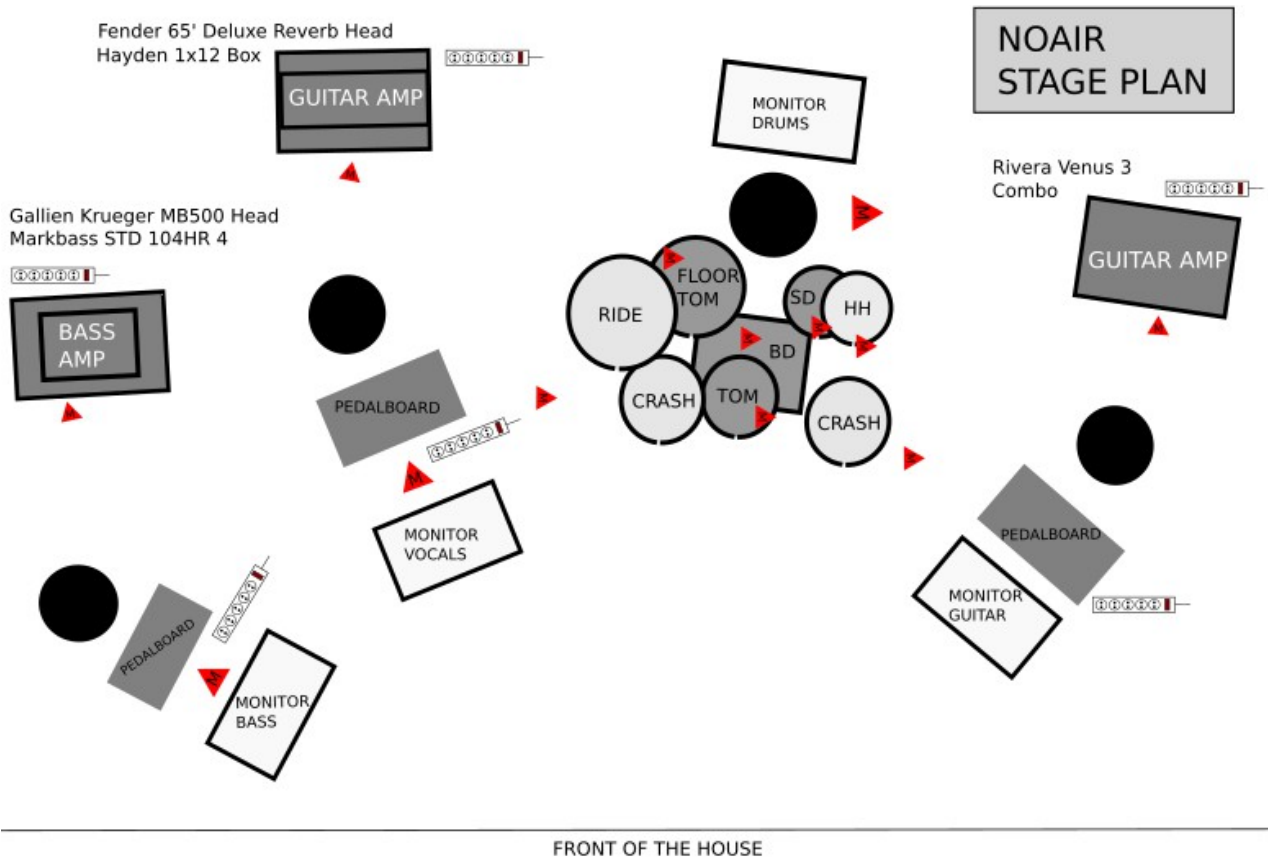 Fender 65' Deluxe Reverb Head
Hayden 1x12 Box
GUITAR AMP
M
NOAIR
STAGE PLAN
MONITOR
DRUMS
M
Rivera Venus 3
Combo
GUITAR AMP
M
Gallien Krueger MB500 Head
Markbass STD 104HR 4
BASS
AMP
M
RIDE
M
FLOOR
TOM
SD
M
HH
M
M
BD
CRASH
TOM
M
CRASH
M
M
PEDALBOARD
M
MONITOR
VOCALS
PEDALBOARD
MONITOR
GUITAR
PEDALBOARD
M
MONITOR
BASS
FRONT OF THE HOUSE